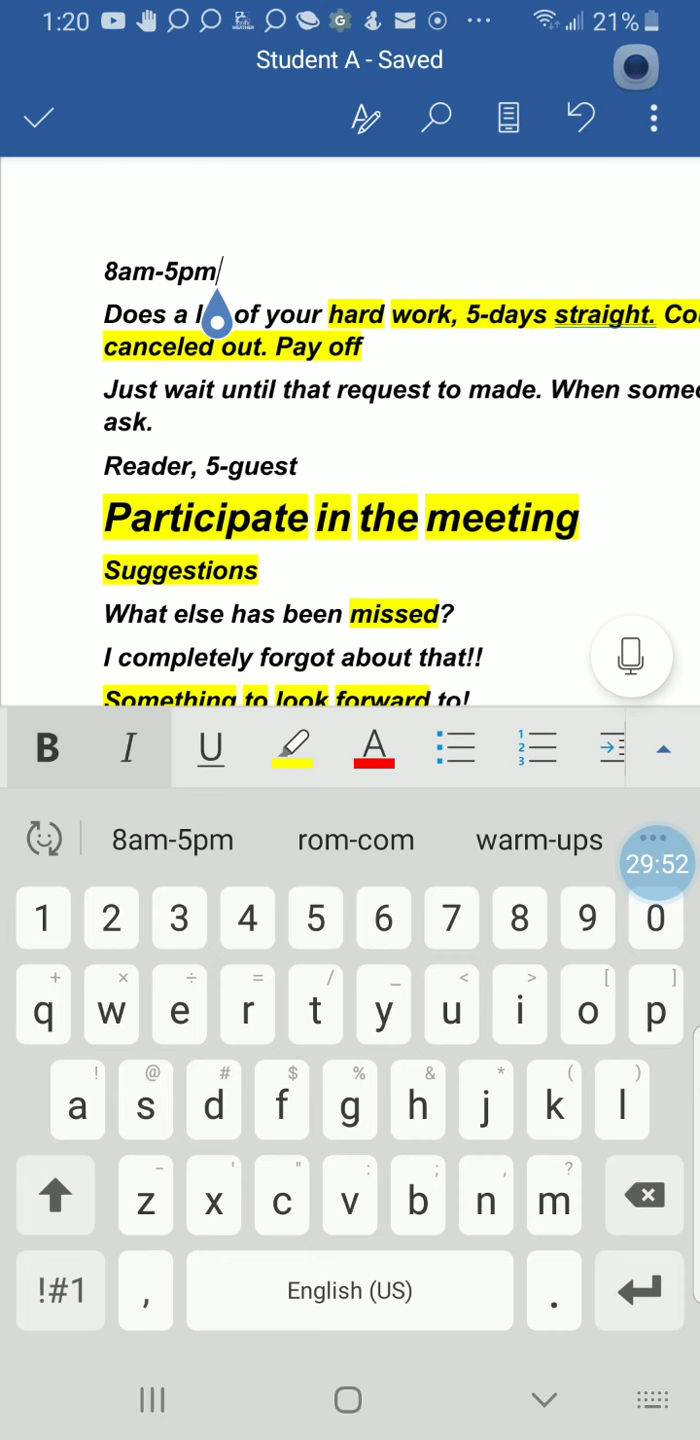 1:20 21%
Student A - Saved
8am-5pm
Does a l of your hard work, 5-days straight. Co
canceled out. Pay off
Just wait until that request to made. When some
ask.
Reader, 5-guest
Participate in the meeting
Suggestions
What else has been missed?
I completely forgot about that!!
Something to look forward to!
B I U A
8am-5pm rom-com warm-ups
29:52
1 2 3 4 5 6 7 8 9 0
+ × ÷ = / _ < > [ ]
q w e r t y u i o p
! @ # $ % & * ( )
a s d f g h j k l
- ' " : ; , ?
z x c v b n m
!#1 , English (US) .